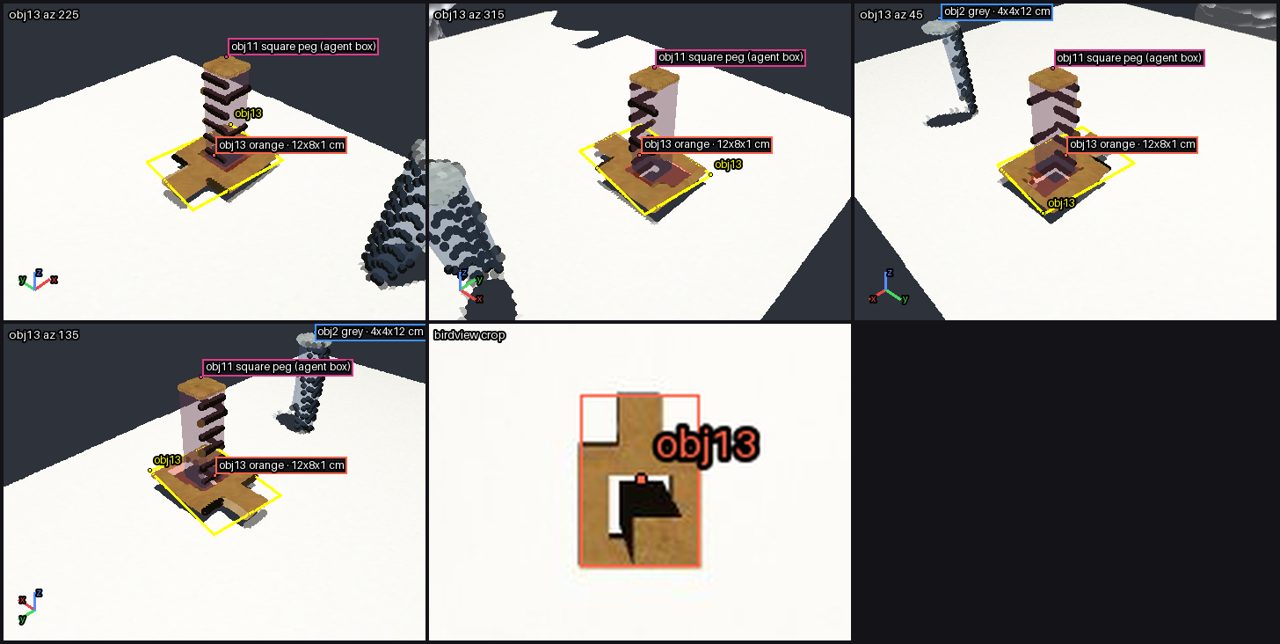 obj13 az 225
obj11 square peg (agent box)
obj13
obj13 orange · 12x8x1 cm
y z x
obj13 az 315
obj11 square peg (agent box)
obj13 orange · 12x8x1 cm
obj13
z y x
obj13 az 45
obj2 grey · 4x4x12 cm
obj11 square peg (agent box)
obj13 orange · 12x8x1 cm
obj13
z x y
obj13 az 135
obj2 grey · 4x4x12 cm
obj11 square peg (agent box)
obj13
obj13 orange · 12x8x1 cm
x z y
birdview crop
obj13